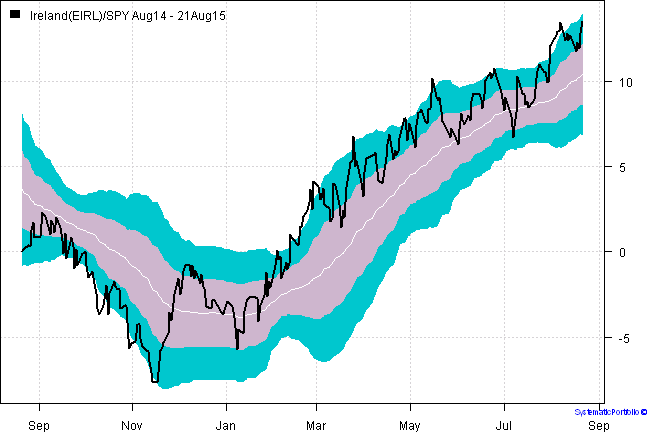 Ireland(EIRL)/SPY Aug14 - 21Aug15
10
5
0
-5
Sep Nov Jan Mar May Jul Sep
SystematicPortfolio ©